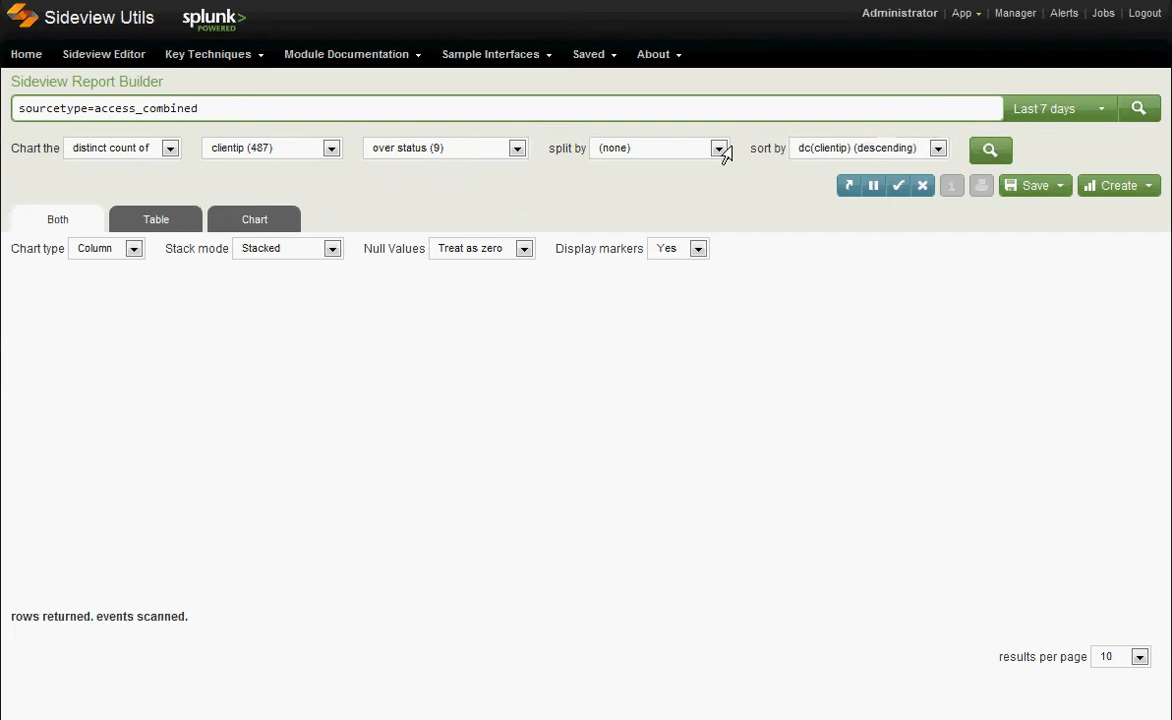 Sideview Utils splunk> POWERED Administrator | App | Manager | Alerts | Jobs | Logout
Home Sideview Editor Key Techniques Module Documentation Sample Interfaces Saved About
Sideview Report Builder
sourcetype=access_combined Last 7 days
Chart the distinct count of clientip (487) over status (9) split by (none) sort by dc(clientip) (descending)
i Save Create
Both Table Chart
Chart type Column Stack mode Stacked Null Values Treat as zero Display markers Yes
rows returned. events scanned.
results per page 10